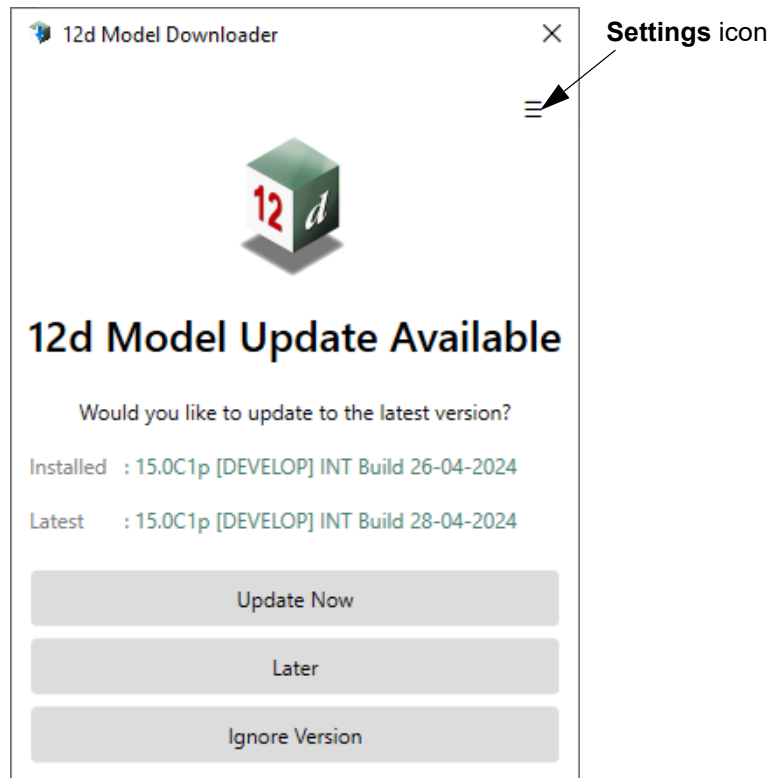 12d Model Downloader
Settings icon
12 d
12d Model Update Available
Would you like to update to the latest version?
Installed : 15.0C1p [DEVELOP] INT Build 26-04-2024
Latest : 15.0C1p [DEVELOP] INT Build 28-04-2024
Update Now
Later
Ignore Version